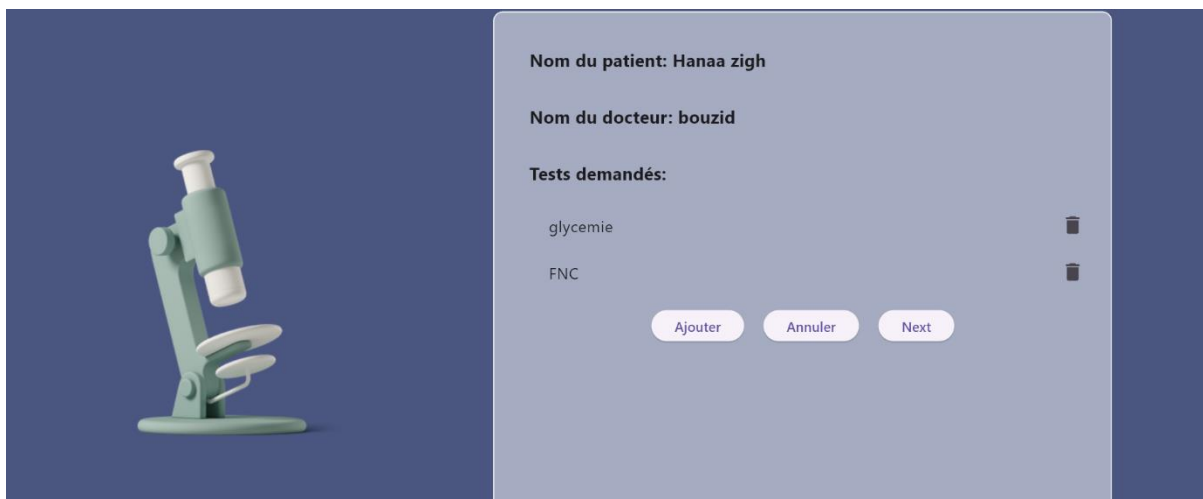 Nom du patient: Hanaa zigh
Nom du docteur: bouzid
Tests demandés:
glycemie
FNC
Ajouter Annuler Next